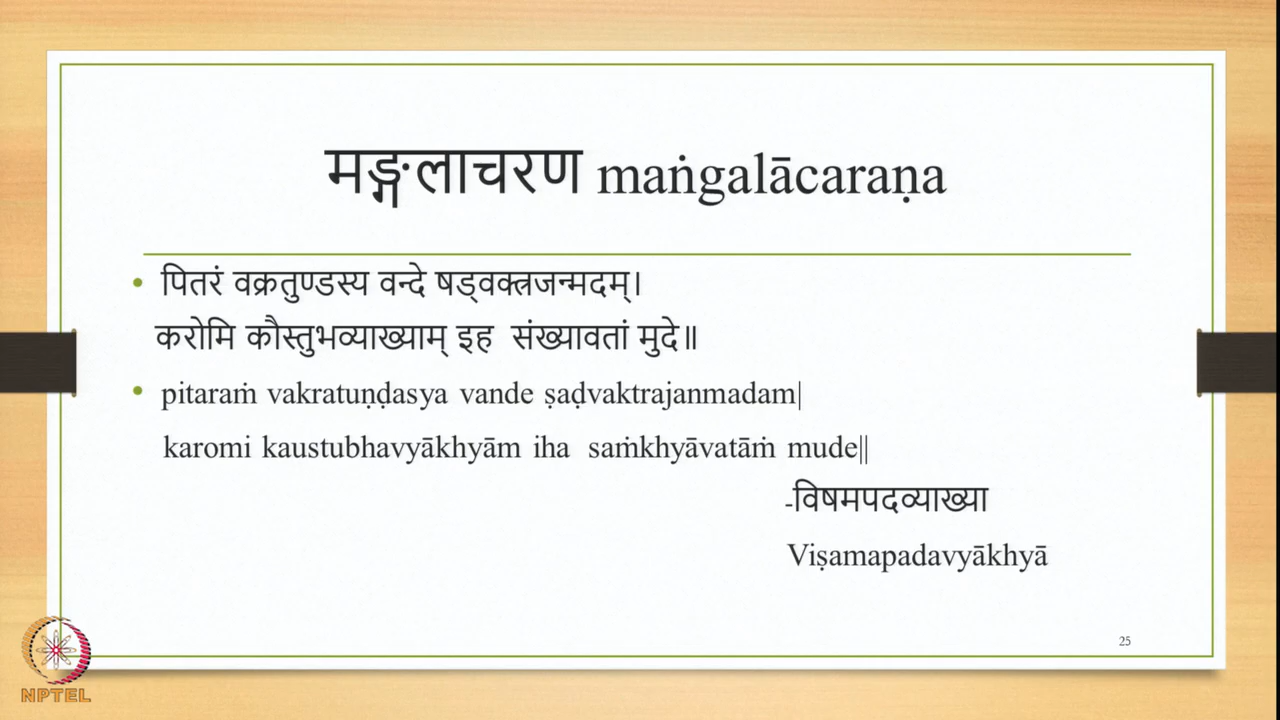 मङ्गलाचरण maṅgalācaraṇa
• पितरं वक्रतुण्डस्य वन्दे षड्वक्त्रजन्मदम्।
करोमि कौस्तुभव्याख्याम् इह संख्यावतां मुदे॥
• pitaraṁ vakratuṇḍasya vande ṣaḍvaktrajanmadam|
karomi kaustubhavyākhyām iha saṁkhyāvatāṁ mude||
-विषमपदव्याख्या
Viṣamapadavyākhyā
25
NPTEL